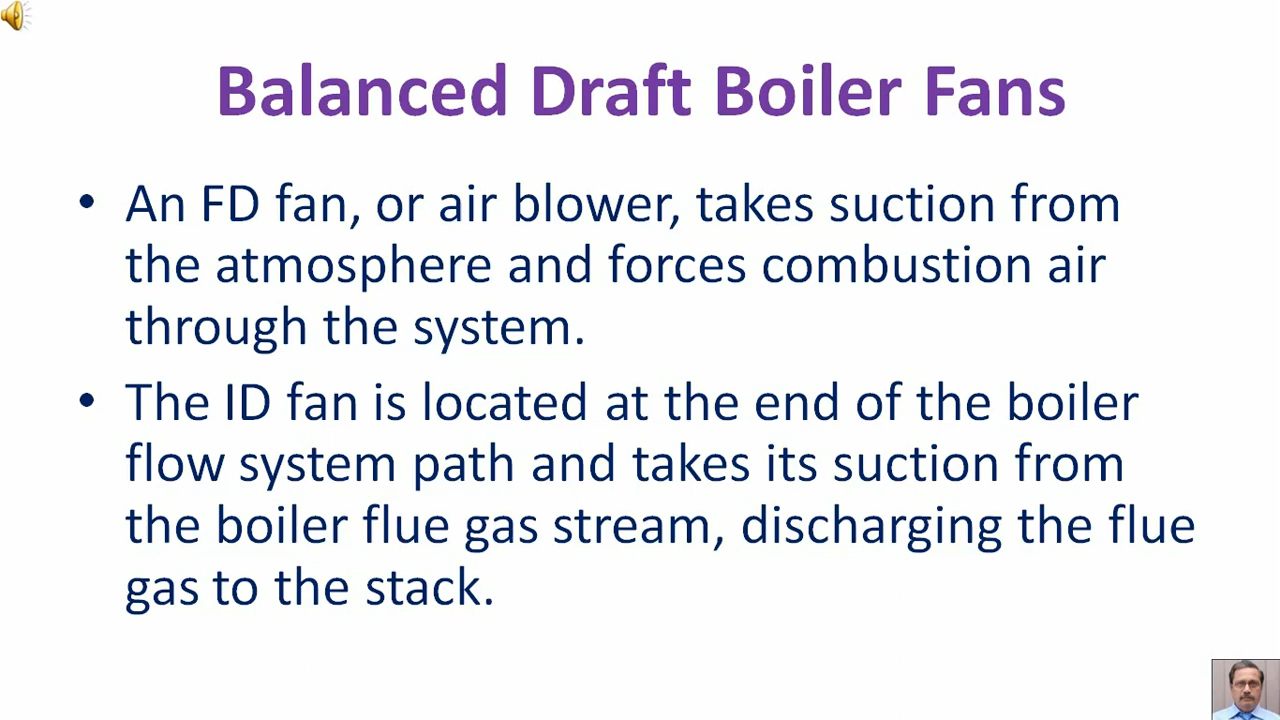 Balanced Draft Boiler Fans
• An FD fan, or air blower, takes suction from
the atmosphere and forces combustion air
through the system.
• The ID fan is located at the end of the boiler
flow system path and takes its suction from
the boiler flue gas stream, discharging the flue
gas to the stack.